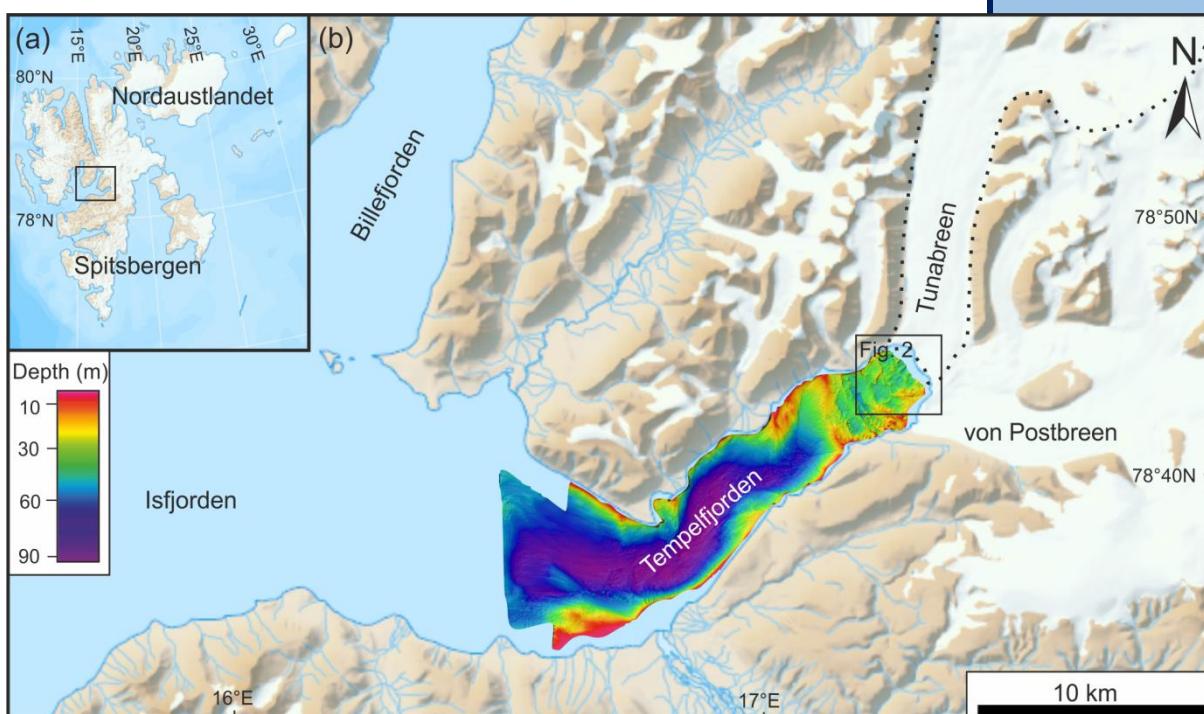 (a)
15°E
20°E
25°E
30°E
80°N
Nordaustlandet
78°N
Spitsbergen
(b)
N
Billefjorden
78°50N
Tunabreen
Fig. 2
Depth (m)
10
30
60
90
von Postbreen
78°40N
Isfjorden
Tempelfjorden
16°E
17°E
10 km